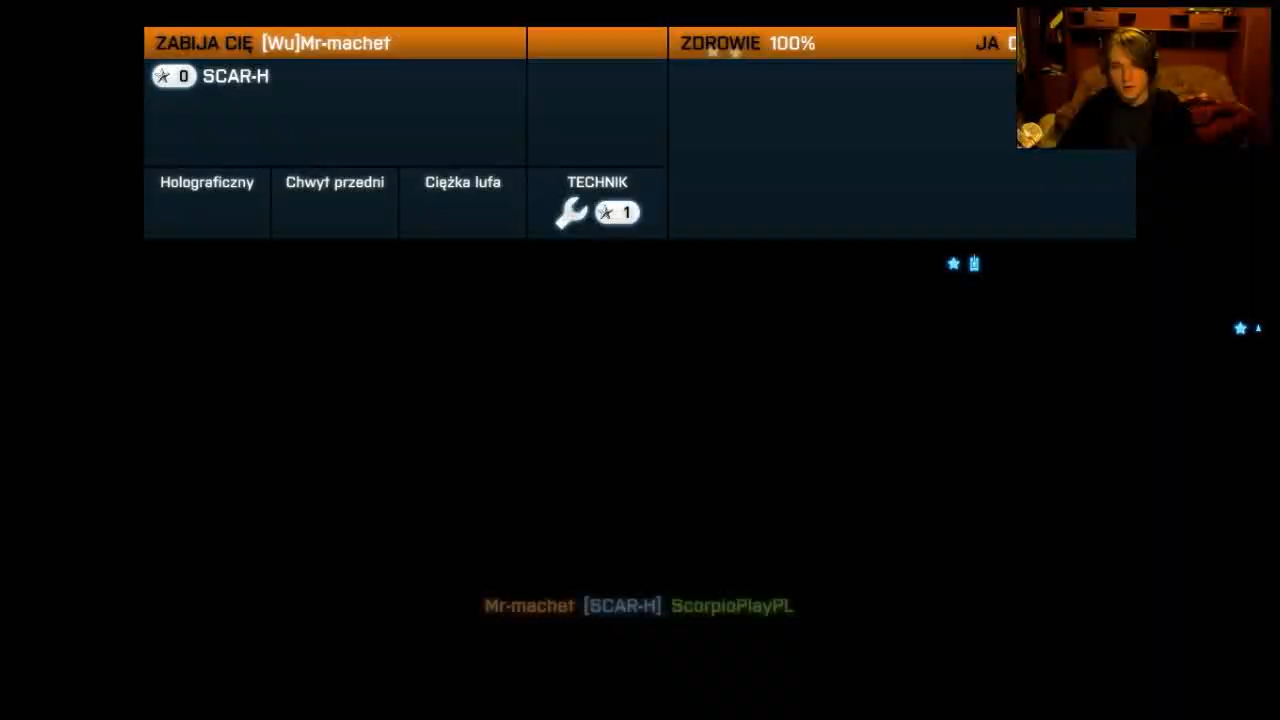 ZABIJA CIĘ [Wu]Mr-machet
ZDROWIE 100%
JA
0 SCAR-H
Holograficzny
Chwyt przedni
Ciężka lufa
TECHNIK
1
Mr-machet [SCAR-H] ScorpioPlayPL